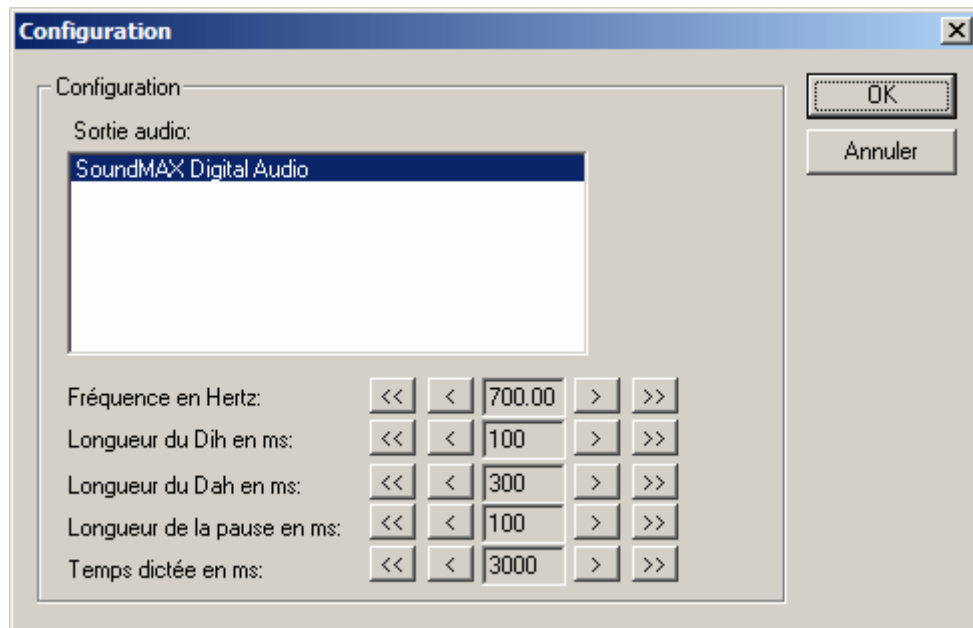 Configuration
Configuration
OK
Sortie audio:
Annuler
SoundMAX Digital Audio
Fréquence en Hertz: << < 700.00 > >>
Longueur du Dih en ms: << < 100 > >>
Longueur du Dah en ms: << < 300 > >>
Longueur de la pause en ms: << < 100 > >>
Temps dictée en ms: << < 3000 > >>